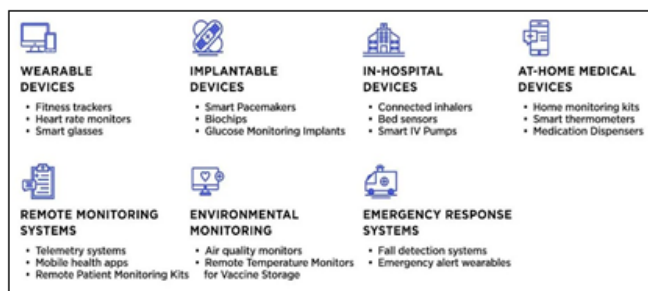 WEARABLE
DEVICES
• Fitness trackers
• Heart rate monitors
• Smart glasses
IMPLANTABLE
DEVICES
• Smart Pacemakers
• Biochips
• Glucose Monitoring Implants
IN-HOSPITAL
DEVICES
• Connected inhalers
• Bed sensors
• Smart IV Pumps
AT-HOME MEDICAL
DEVICES
• Home monitoring kits
• Smart thermometers
• Medication Dispensers
REMOTE MONITORING
SYSTEMS
• Telemetry systems
• Mobile health apps
• Remote Patient Monitoring Kits
ENVIRONMENTAL
MONITORING
• Air quality monitors
• Remote Temperature Monitors
for Vaccine Storage
EMERGENCY RESPONSE
SYSTEMS
• Fall detection systems
• Emergency alert wearables